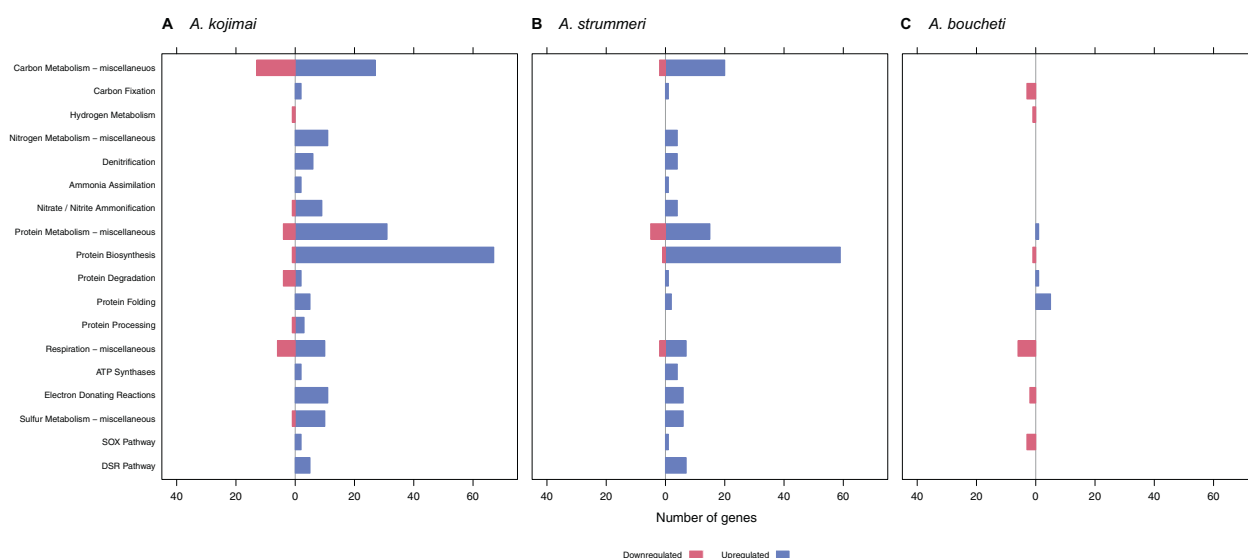 A A. kojimai
B A. strummeri
C A. boucheti
40 20 0 20 40 60
40 20 0 20 40 60
40 20 0 20 40 60
Carbon Metabolism − miscellaneuos
Carbon Fixation
Hydrogen Metabolism
Nitrogen Metabolism − miscellaneous
Denitrification
Ammonia Assimilation
Nitrate / Nitrite Ammonification
Protein Metabolism − miscellaneous
Protein Biosynthesis
Protein Degradation
Protein Folding
Protein Processing
Respiration − miscellaneous
ATP Synthases
Electron Donating Reactions
Sulfur Metabolism − miscellaneous
SOX Pathway
DSR Pathway
Number of genes
Downregulated Upregulated